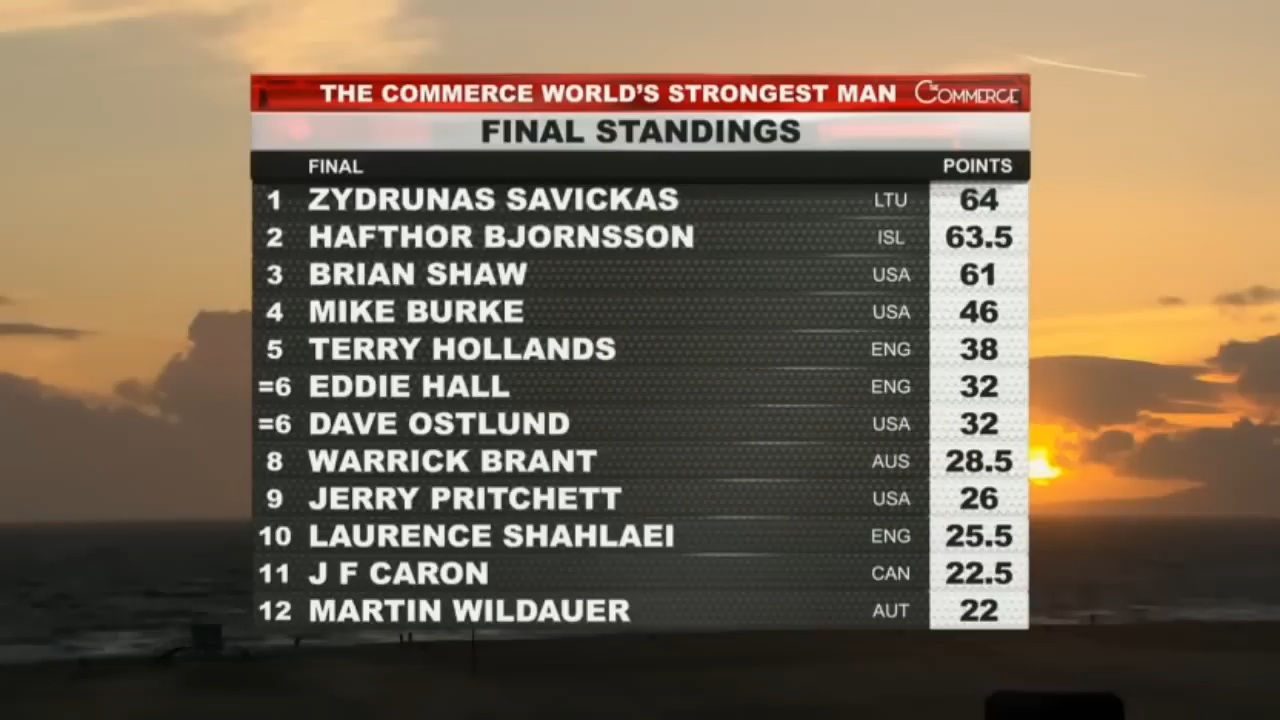 THE COMMERCE WORLD'S STRONGEST MAN THE COMMERCE
FINAL STANDINGS
FINAL POINTS
1 ZYDRUNAS SAVICKAS LTU 64
2 HAFTHOR BJORNSSON ISL 63.5
3 BRIAN SHAW USA 61
4 MIKE BURKE USA 46
5 TERRY HOLLANDS ENG 38
=6 EDDIE HALL ENG 32
=6 DAVE OSTLUND USA 32
8 WARRICK BRANT AUS 28.5
9 JERRY PRITCHETT USA 26
10 LAURENCE SHAHLAEI ENG 25.5
11 J F CARON CAN 22.5
12 MARTIN WILDAUER AUT 22